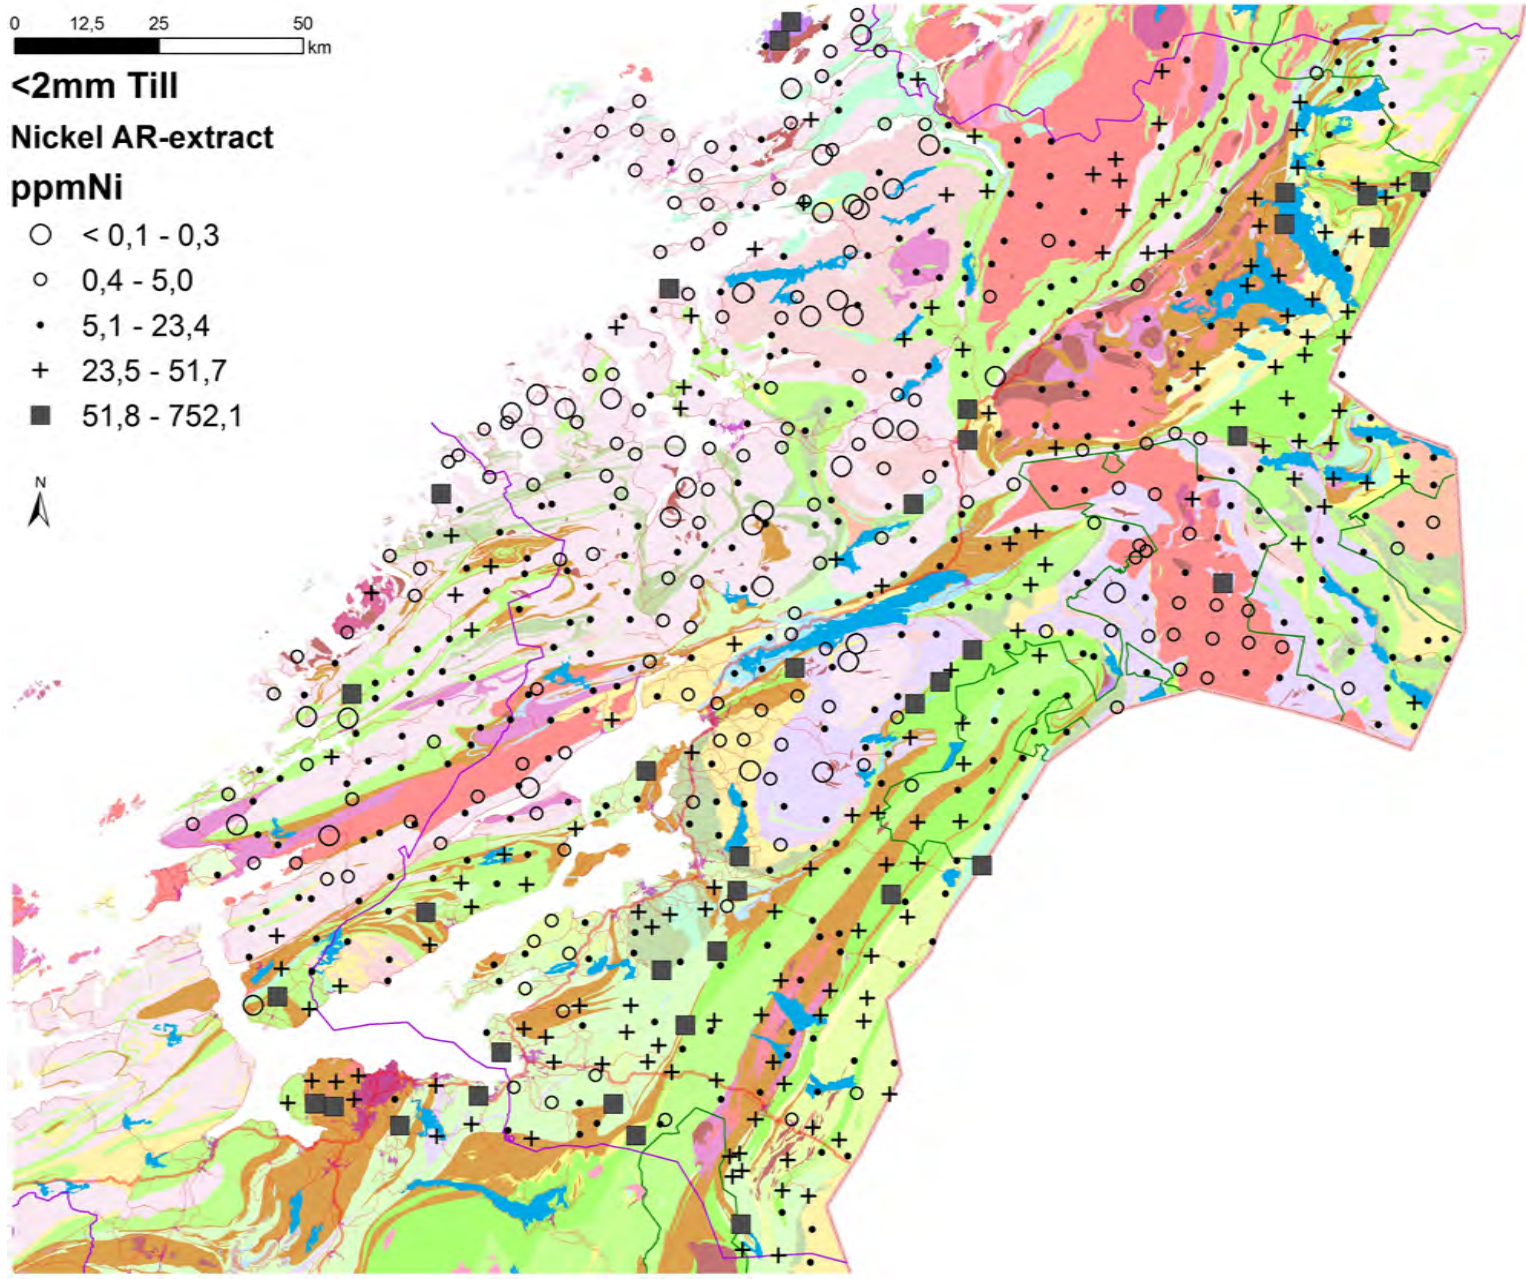 0 12,5 25 50
km
<2mm Till
Nickel AR-extract
ppmNi
< 0,1 - 0,3
0,4 - 5,0
5,1 - 23,4
23,5 - 51,7
51,8 - 752,1
N